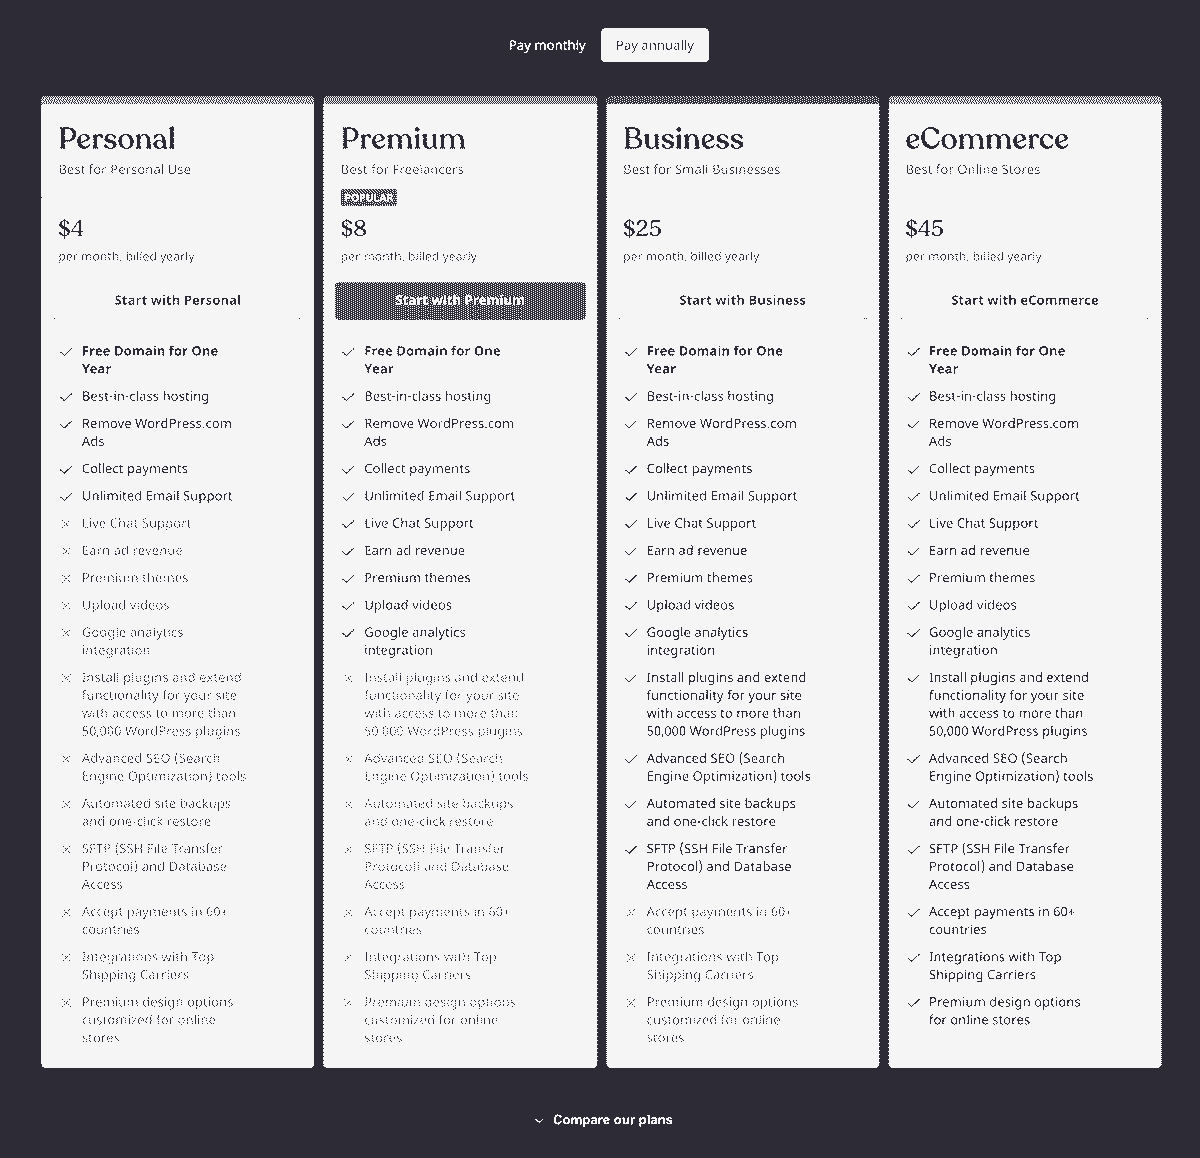 Pay monthly
Pay annually
Personal
Best for Personal Use
$4
per month, billed yearly
Start with Personal
Free Domain for One
Year
Best-in-class hosting
Remove WordPress.com
Ads
Collect payments
Unlimited Email Support
Live Chat Support
Earn ad revenue
Premium themes
Upload videos
Google analytics
integration
Install plugins and extend
functionality for your site
with access to more than
50,000 WordPress plugins
Advanced SEO (Search
Engine Optimization) tools
Automated site backups
and one-click restore
SFTP (SSH File Transfer
Protocol) and Database
Access
Accept payments in 60+
countries
Integrations with Top
Shipping Carriers
Premium design options
customized for online
stores
Premium
Best for Freelancers
POPULAR
$8
per month, billed yearly
Start with Premium
Free Domain for One
Year
Best-in-class hosting
Remove WordPress.com
Ads
Collect payments
Unlimited Email Support
Live Chat Support
Earn ad revenue
Premium themes
Upload videos
Google analytics
integration
Install plugins and extend
functionality for your site
with access to more than
50,000 WordPress plugins
Advanced SEO (Search
Engine Optimization) tools
Automated site backups
and one-click restore
SFTP (SSH File Transfer
Protocol) and Database
Access
Accept payments in 60+
countries
Integrations with Top
Shipping Carriers
Premium design options
customized for online
stores
Business
Best for Small Businesses
$25
per month, billed yearly
Start with Business
Free Domain for One
Year
Best-in-class hosting
Remove WordPress.com
Ads
Collect payments
Unlimited Email Support
Live Chat Support
Earn ad revenue
Premium themes
Upload videos
Google analytics
integration
Install plugins and extend
functionality for your site
with access to more than
50,000 WordPress plugins
Advanced SEO (Search
Engine Optimization) tools
Automated site backups
and one-click restore
SFTP (SSH File Transfer
Protocol) and Database
Access
Accept payments in 60+
countries
Integrations with Top
Shipping Carriers
Premium design options
customized for online
stores
eCommerce
Best for Online Stores
$45
per month, billed yearly
Start with eCommerce
Free Domain for One
Year
Best-in-class hosting
Remove WordPress.com
Ads
Collect payments
Unlimited Email Support
Live Chat Support
Earn ad revenue
Premium themes
Upload videos
Google analytics
integration
Install plugins and extend
functionality for your site
with access to more than
50,000 WordPress plugins
Advanced SEO (Search
Engine Optimization) tools
Automated site backups
and one-click restore
SFTP (SSH File Transfer
Protocol) and Database
Access
Accept payments in 60+
countries
Integrations with Top
Shipping Carriers
Premium design options
for online stores
Compare our plans